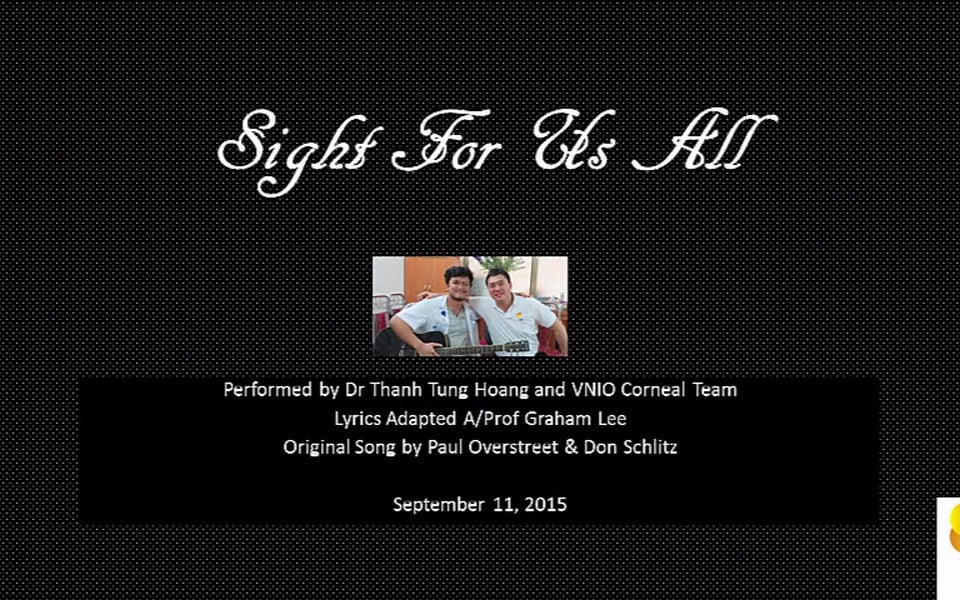 Sight For Us All
Performed by Dr Thanh Tung Hoang and VNIO Corneal Team
Lyrics Adapted A/Prof Graham Lee
Original Song by Paul Overstreet & Don Schlitz
September 11, 2015